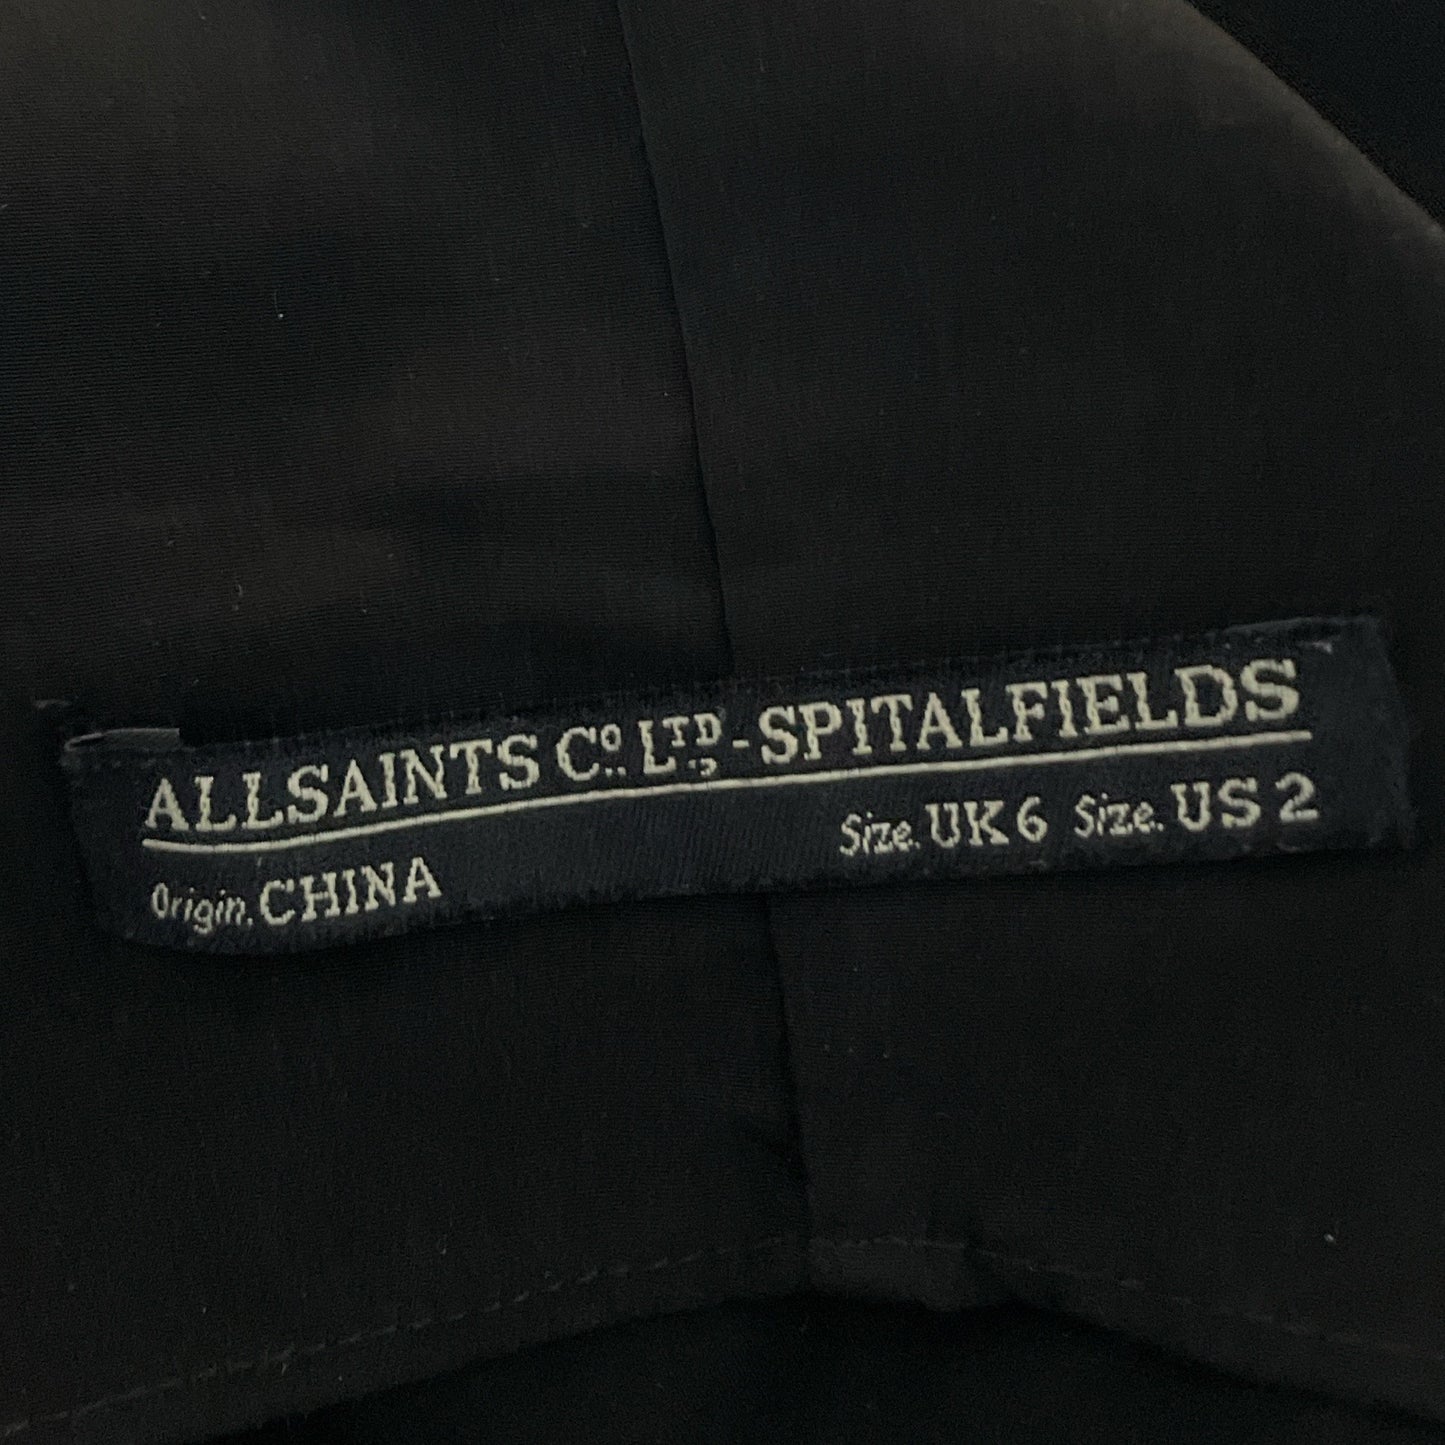 ALLSAINTS Co. LTD, - SPITALFIELDS
Origin. CHINA Size. UK 6 Size. US 2